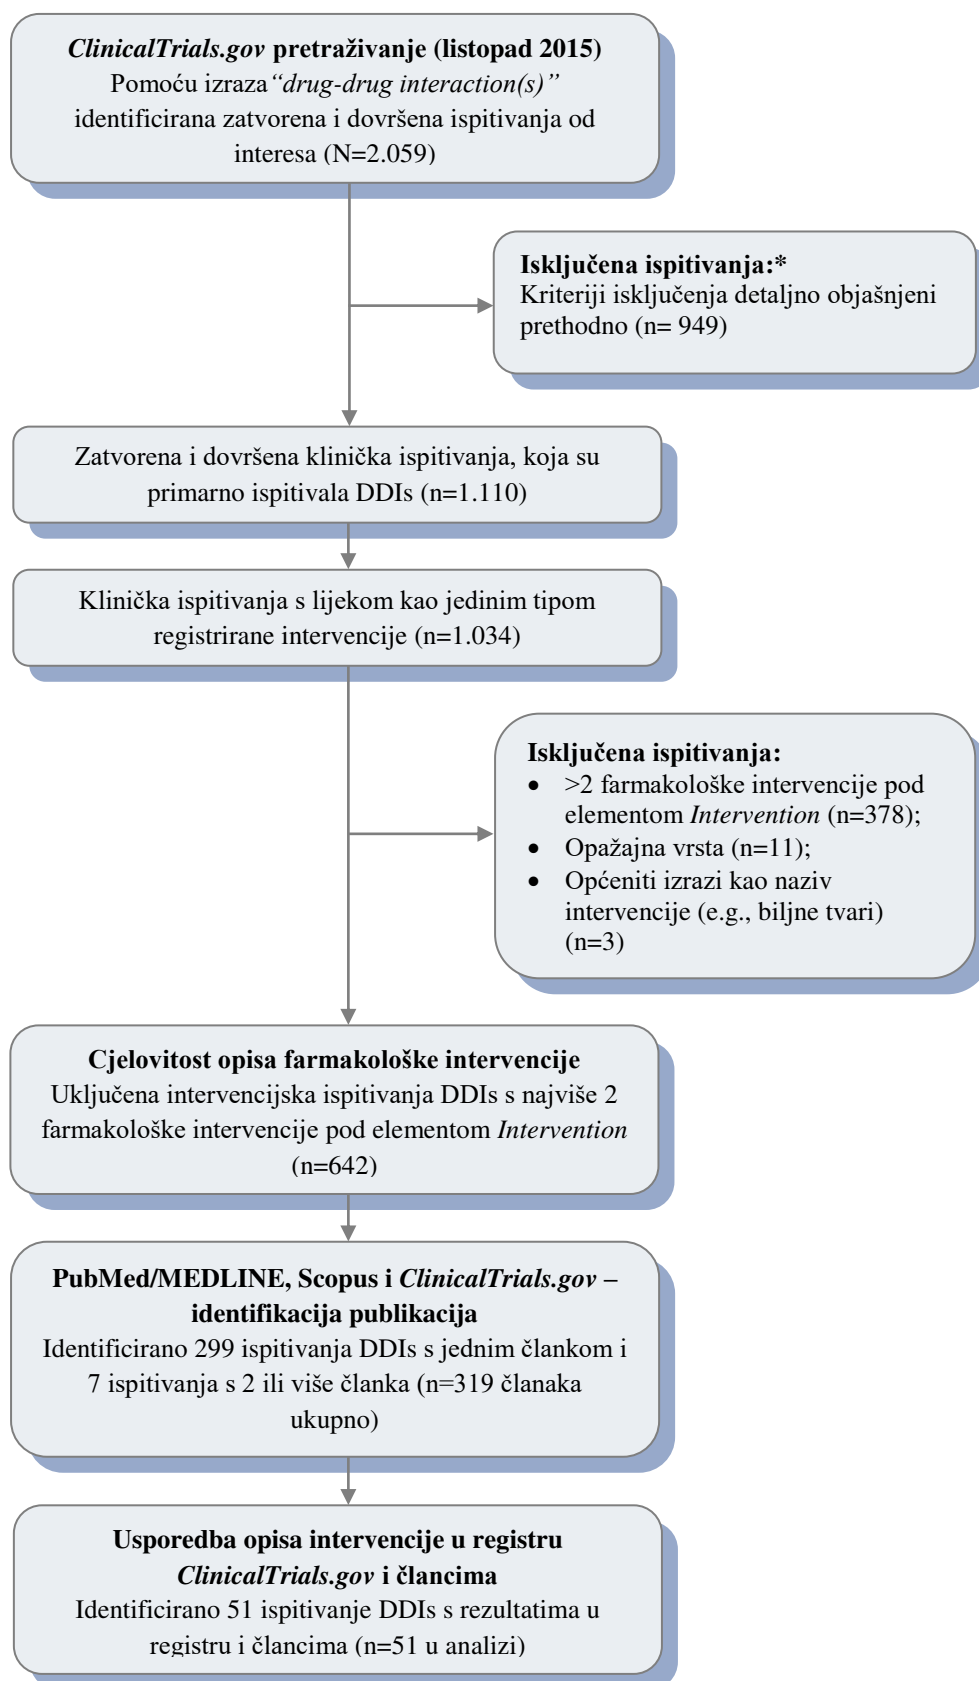 ClinicalTrials.gov pretraživanje (listopad 2015)
Pomoću izraza “drug-drug interaction(s)”
identificirana zatvorena i dovršena ispitivanja od
interesa (N=2.059)
Isključena ispitivanja:*
Kriteriji isključenja detaljno objašnjeni
prethodno (n= 949)
Zatvorena i dovršena klinička ispitivanja, koja su
primarno ispitivala DDIs (n=1.110)
Klinička ispitivanja s lijekom kao jedinim tipom
registrirane intervencije (n=1.034)
Isključena ispitivanja:
• >2 farmakološke intervencije pod
elementom Intervention (n=378);
• Opažajna vrsta (n=11);
• Općeniti izrazi kao naziv
intervencije (e.g., biljne tvari)
(n=3)
Cjelovitost opisa farmakološke intervencije
Uključena intervencijska ispitivanja DDIs s najviše 2
farmakološke intervencije pod elementom Intervention
(n=642)
PubMed/MEDLINE, Scopus i ClinicalTrials.gov –
identifikacija publikacija
Identificirano 299 ispitivanja DDIs s jednim člankom i
7 ispitivanja s 2 ili više članka (n=319 članaka
ukupno)
Usporedba opisa intervencije u registru
ClinicalTrials.gov i člancima
Identificirano 51 ispitivanje DDIs s rezultatima u
registru i člancima (n=51 u analizi)